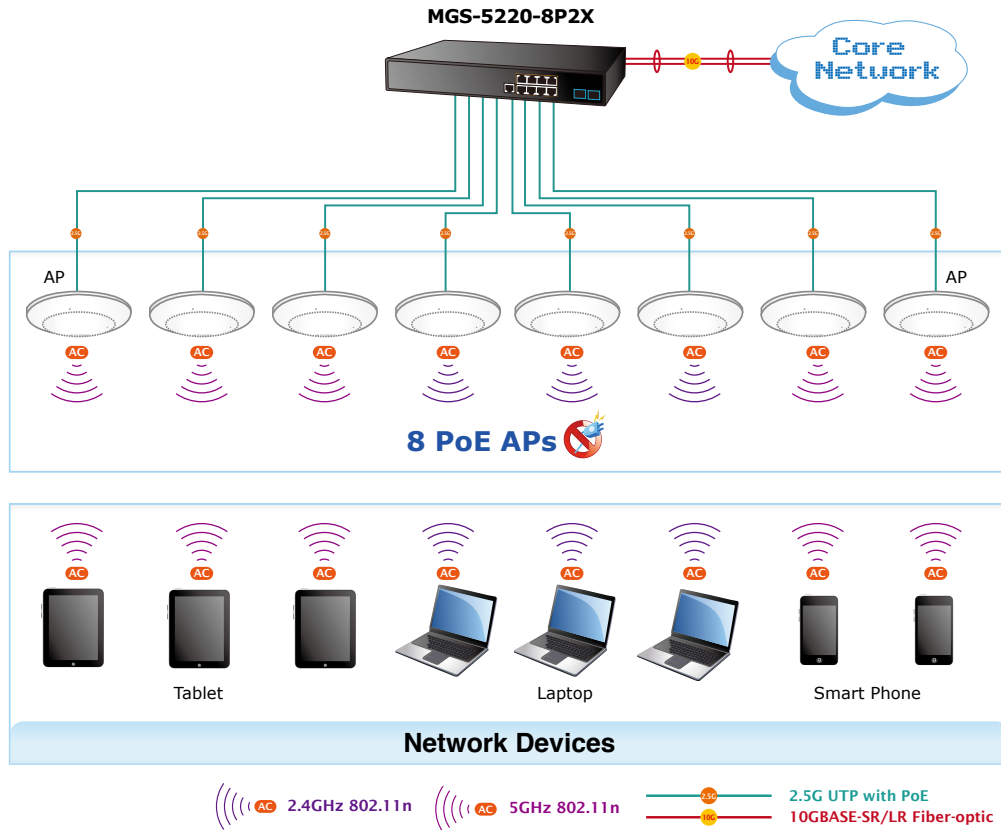 MGS-5220-8P2X
10G
Core
Network
2.5G 2.5G 2.5G 2.5G 2.5G 2.5G 2.5G 2.5G
AP AP
AC AC AC AC AC AC AC AC
8 PoE APs
AC AC AC AC AC AC AC AC
Tablet Laptop Smart Phone
Network Devices
AC 2.4GHz 802.11n AC 5GHz 802.11n 2.5G 2.5G UTP with PoE
10G 10GBASE-SR/LR Fiber-optic